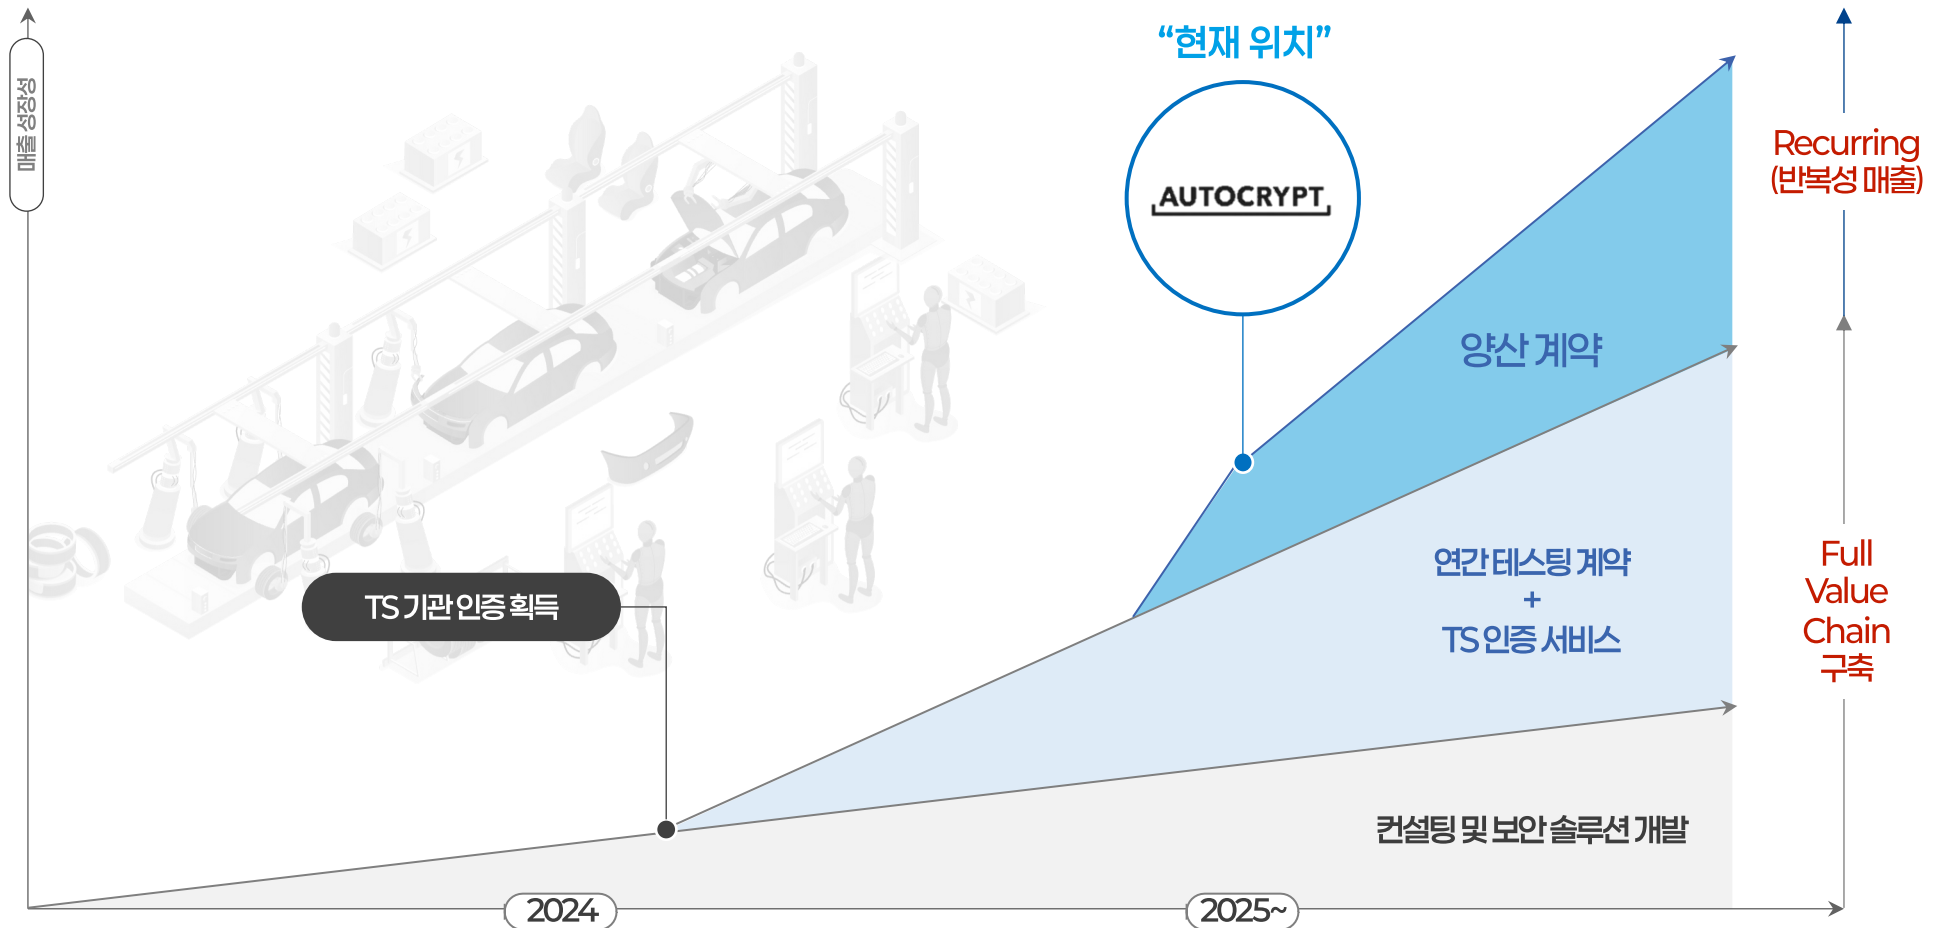 매출 성장성
“현재 위치”
AUTOCRYPT
Recurring
(반복성 매출)
양산 계약
연간 테스팅 계약
+
TS 인증 서비스
Full
Value
Chain
구축
TS 기관 인증 획득
컨설팅 및 보안 솔루션 개발
2024
2025~